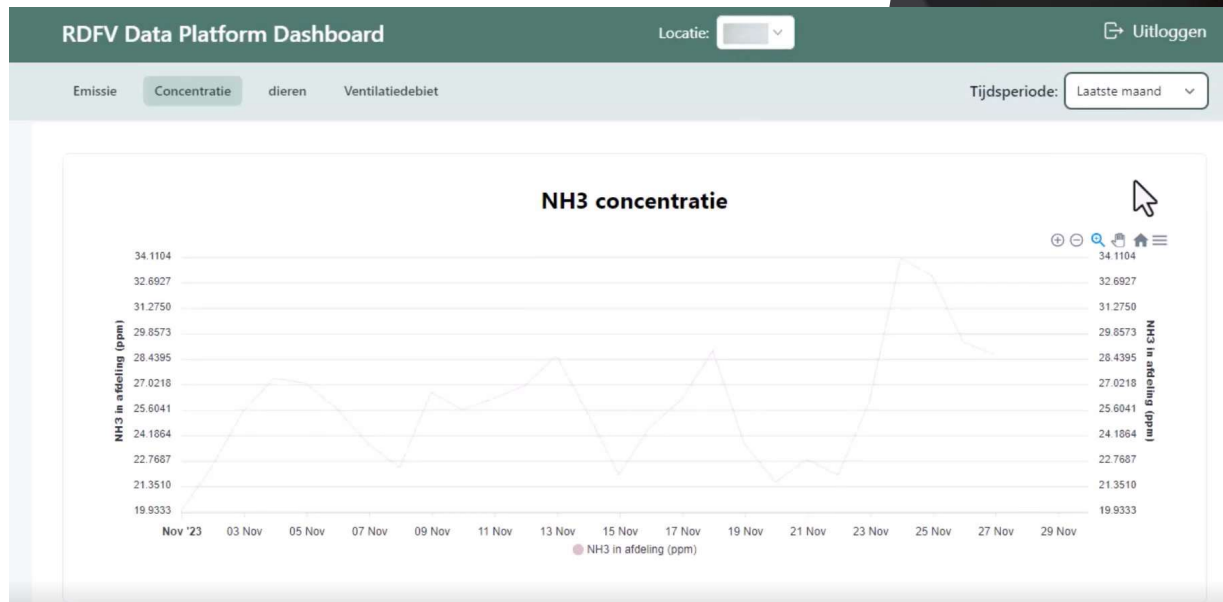 RDFV Data Platform Dashboard
Locatie:
Uitloggen
Emissie
Concentratie
dieren
Ventilatiedebiet
Tijdsperiode:
Laatste maand
NH3 concentratie
NH3 in afdeling (ppm)
34.1104
32.6927
31.2750
29.8573
28.4395
27.0218
25.6041
24.1864
22.7687
21.3510
19.9333
34.1104
32.6927
31.2750
29.8573
28.4395
27.0218
25.6041
24.1864
22.7687
21.3510
19.9333
NH3 in afdeling (ppm)
Nov '23 03 Nov 05 Nov 07 Nov 09 Nov 11 Nov 13 Nov 15 Nov 17 Nov 19 Nov 21 Nov 23 Nov 25 Nov 27 Nov 29 Nov
NH3 in afdeling (ppm)